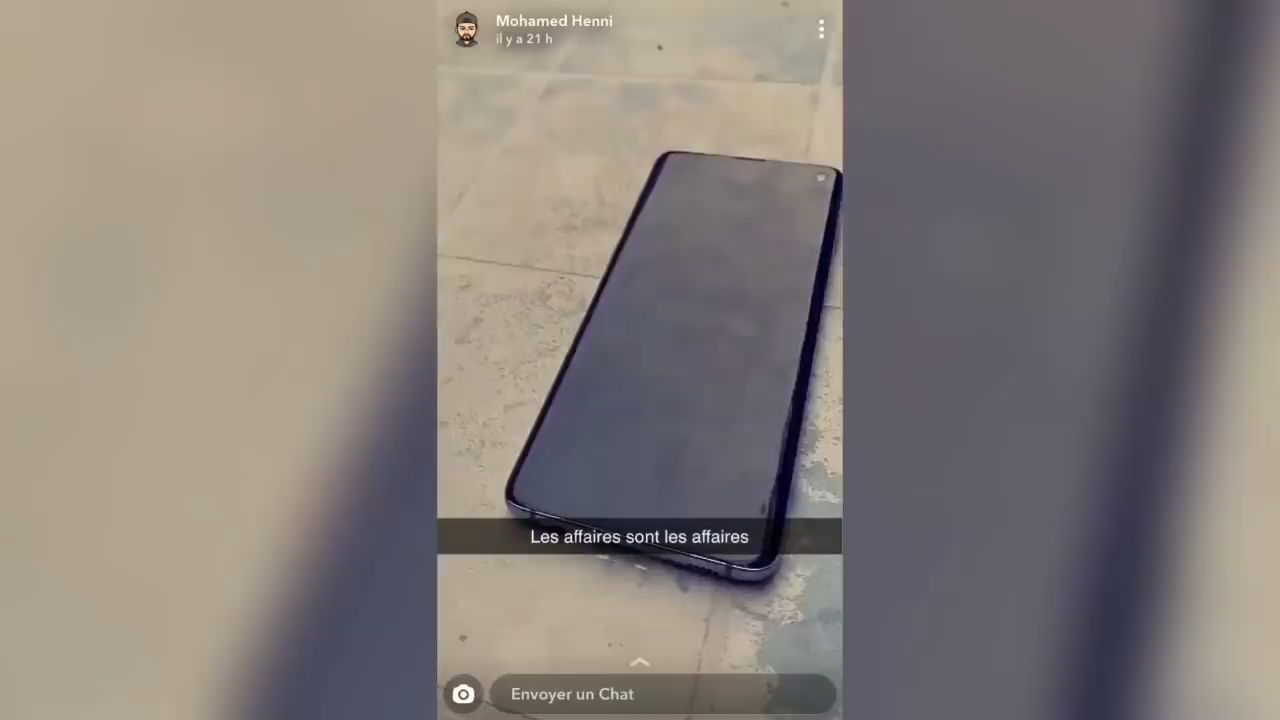 Mohamed Henni
il y a 21 h
Les affaires sont les affaires
Envoyer un Chat